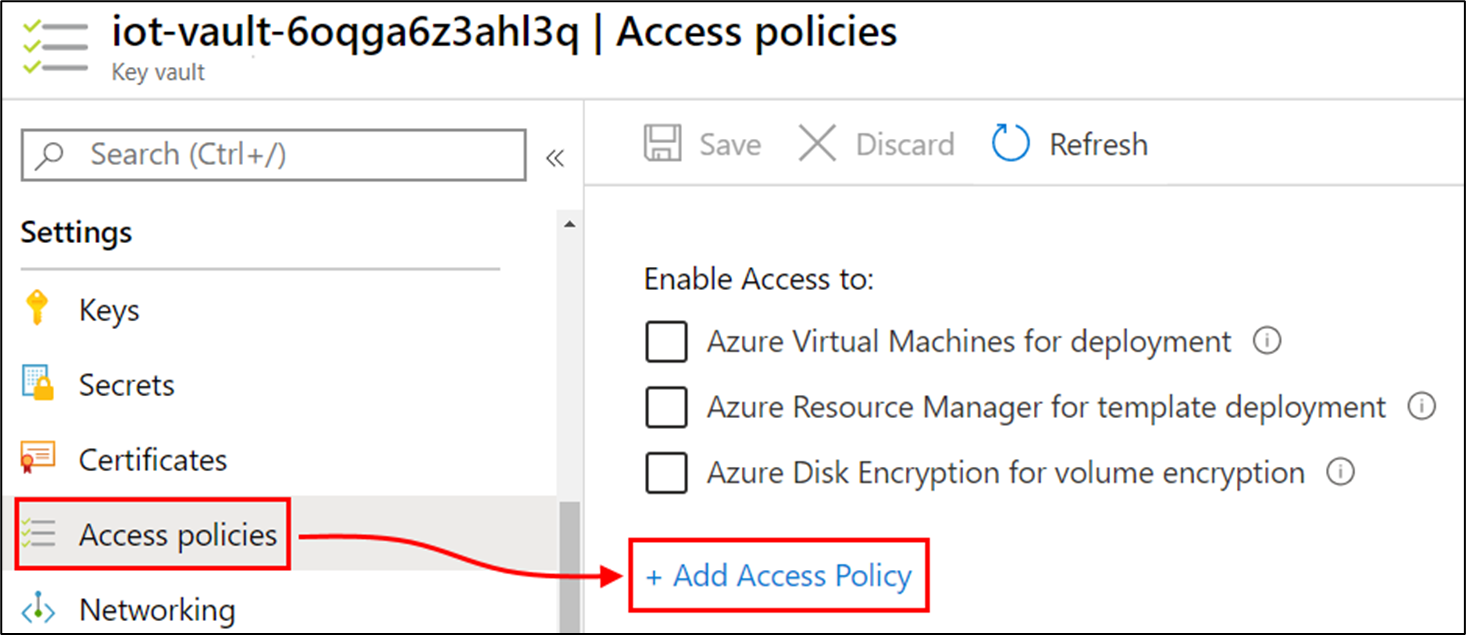 iot-vault-6oqga6z3ahl3q | Access policies
Key vault
Search (Ctrl+/)
«
Save
Discard
Refresh
Settings
Keys
Secrets
Certificates
Access policies
Networking
Enable Access to:
Azure Virtual Machines for deployment
Azure Resource Manager for template deployment
Azure Disk Encryption for volume encryption
+ Add Access Policy